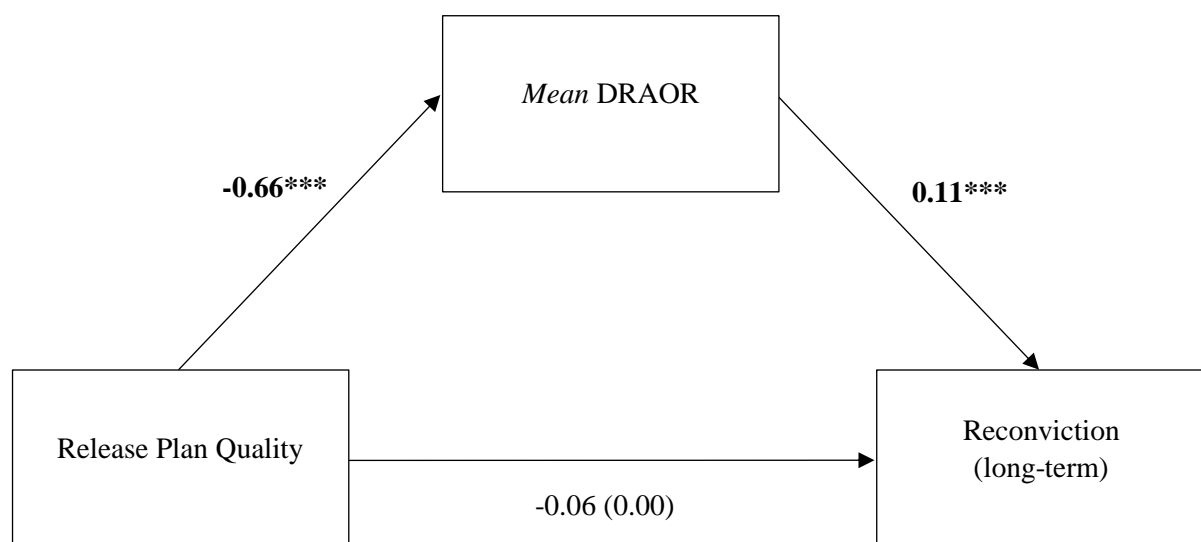 Mean DRAOR
-0.66***
0.11***
Release Plan Quality
Reconviction
(long-term)
-0.06 (0.00)